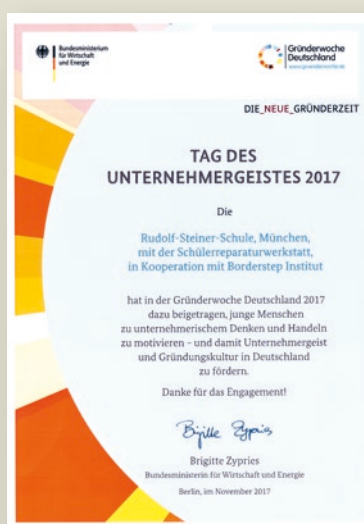 Bundesministerium
für Wirtschaft
und Energie
Gründerwoche
Deutschland
www.gruenderwoche.de
DIE_NEUE_GRÜNDERZEIT
TAG DES
UNTERNEHMERGEISTES 2017
Die
Rudolf-Steiner-Schule, München,
mit der Schülerreparaturwerkstatt,
in Kooperation mit Borderstep Institut
hat in der Gründerwoche Deutschland 2017
dazu beigetragen, junge Menschen
zu unternehmerischem Denken und Handeln
zu motivieren – und damit Unternehmergeist
und Gründungskultur in Deutschland
zu fördern.
Danke für das Engagement!
Brigitte Zypries
Brigitte Zypries
Bundesministerin für Wirtschaft und Energie
Berlin, im November 2017